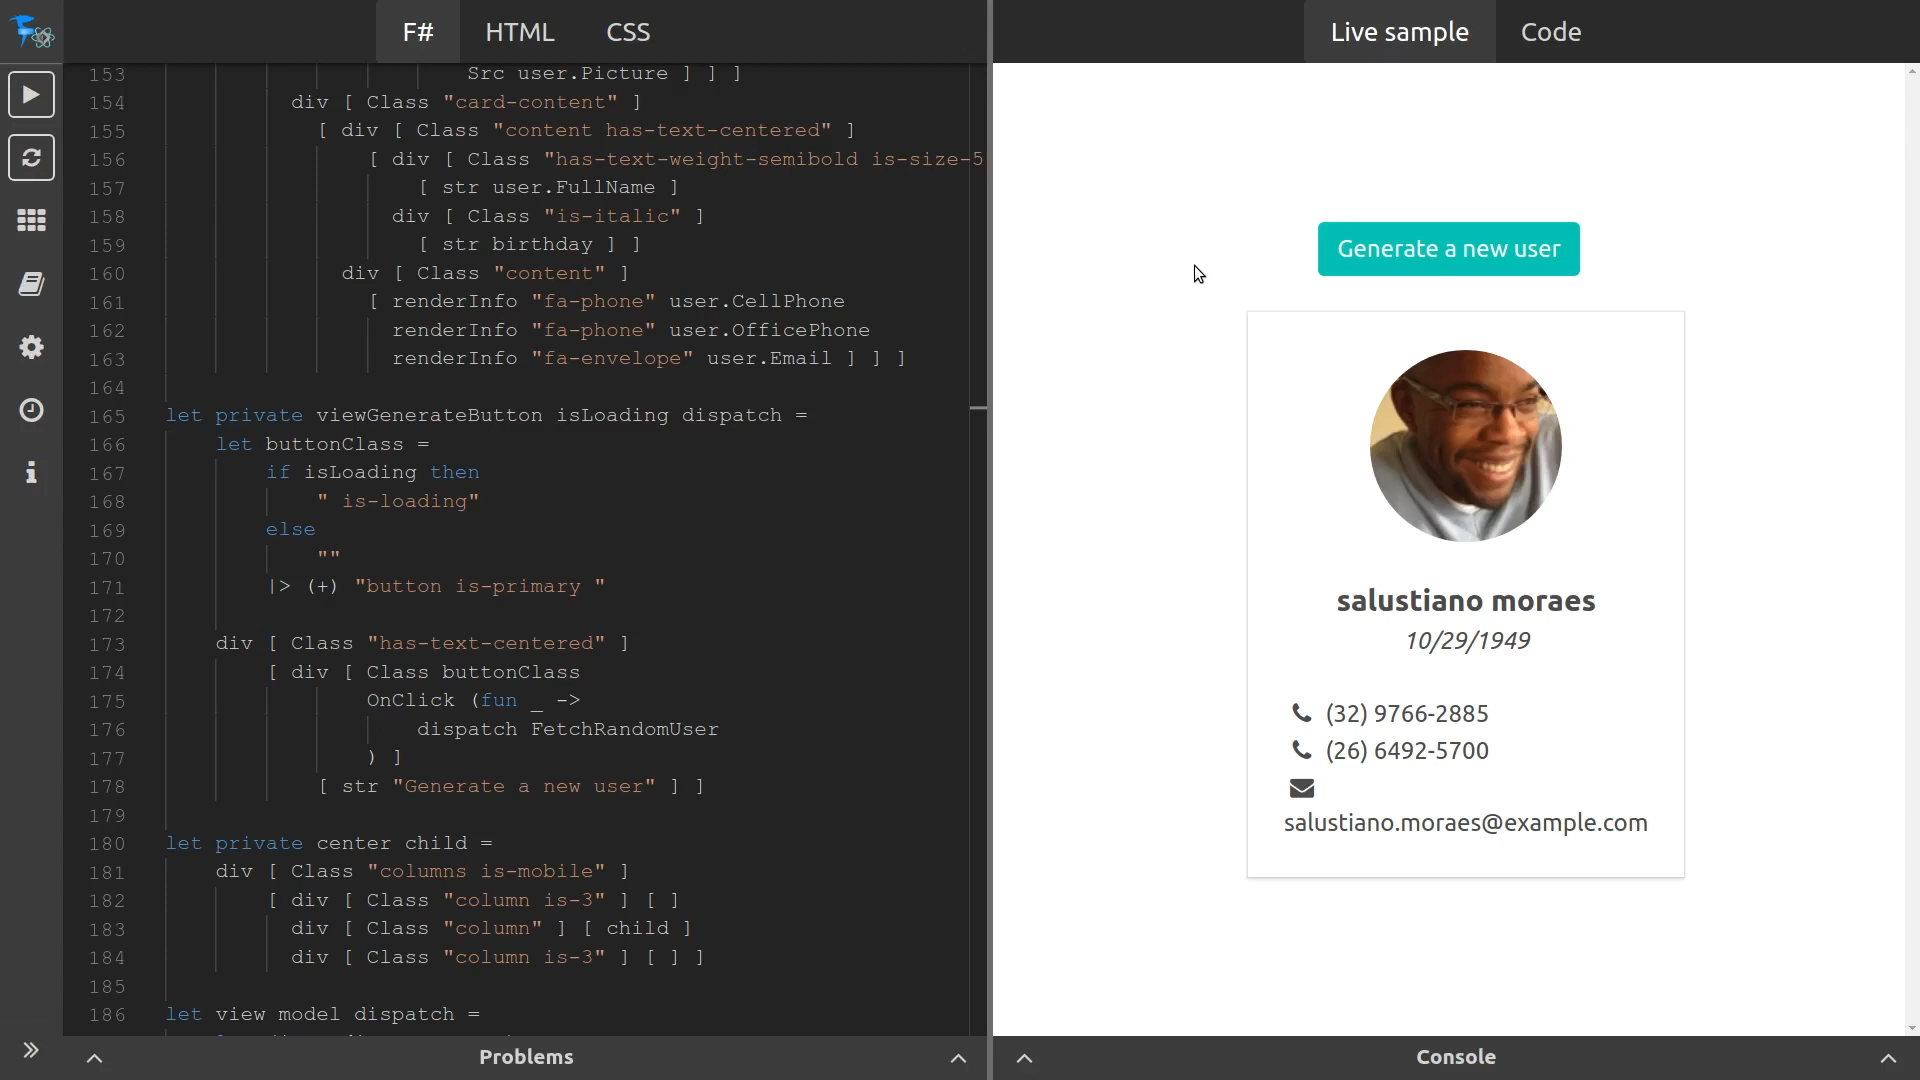 F# HTML CSS
153 Src user.Picture ] ] ]
154 div [ Class "card-content" ]
155 [ div [ Class "content has-text-centered" ]
156 [ div [ Class "has-text-weight-semibold is-size-5
157 [ str user.FullName ]
158 div [ Class "is-italic" ]
159 [ str birthday ] ]
160 div [ Class "content" ]
161 [ renderInfo "fa-phone" user.CellPhone
162 renderInfo "fa-phone" user.OfficePhone
163 renderInfo "fa-envelope" user.Email ] ] ]
164
165 let private viewGenerateButton isLoading dispatch =
166 let buttonClass =
167 if isLoading then
168 " is-loading"
169 else
170 ""
171 |> (+) "button is-primary "
172
173 div [ Class "has-text-centered" ]
174 [ div [ Class buttonClass
175 OnClick (fun _ ->
176 dispatch FetchRandomUser
177 ) ]
178 [ str "Generate a new user" ] ]
179
180 let private center child =
181 div [ Class "columns is-mobile" ]
182 [ div [ Class "column is-3" ] [ ]
183 div [ Class "column" ] [ child ]
184 div [ Class "column is-3" ] [ ] ]
185
186 let view model dispatch =
Problems
Live sample Code
Generate a new user
salustiano moraes
10/29/1949
(32) 9766-2885
(26) 6492-5700
salustiano.moraes@example.com
Console